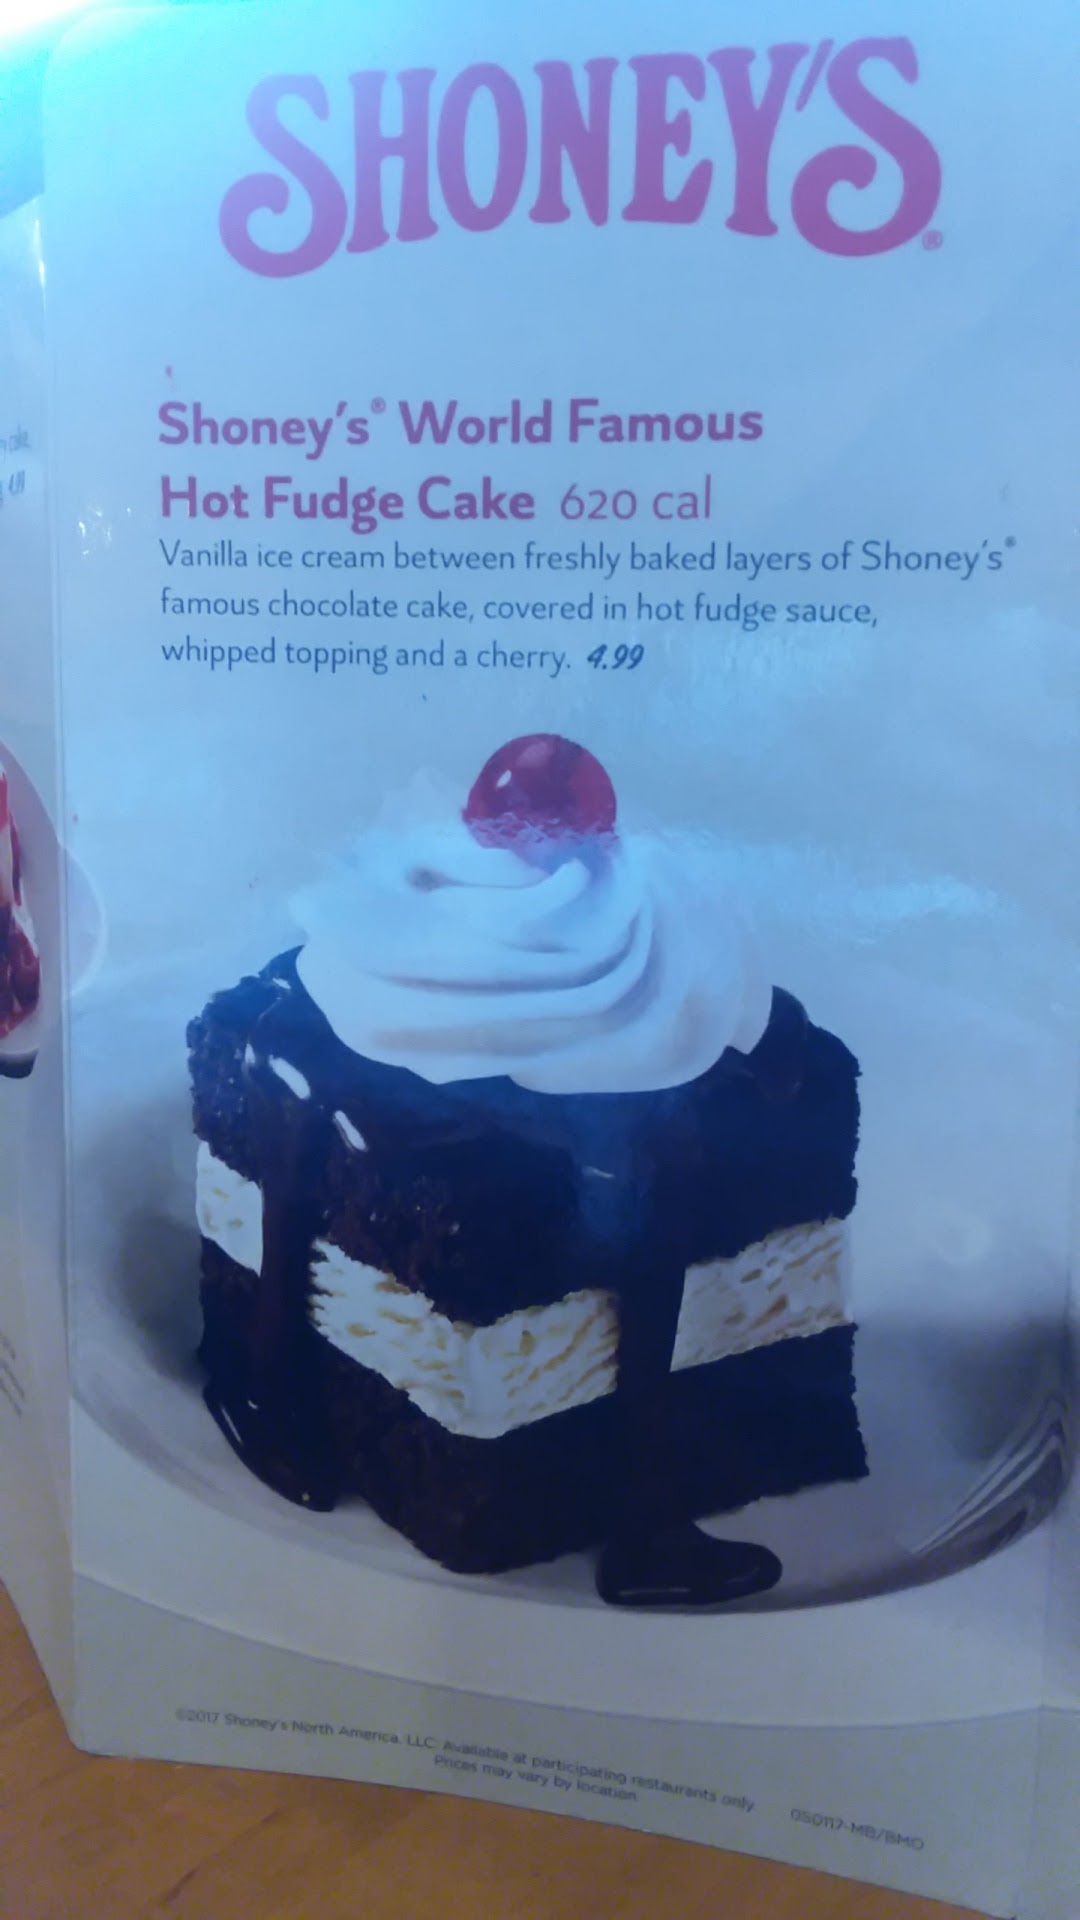 SHONEY'S®
Shoney's® World Famous
Hot Fudge Cake 620 cal
Vanilla ice cream between freshly baked layers of Shoney's®
famous chocolate cake, covered in hot fudge sauce,
whipped topping and a cherry. 4.99
©2017 Shoney's North America, LLC. Available at participating restaurants only
Prices may vary by location
050117-MB/BMO